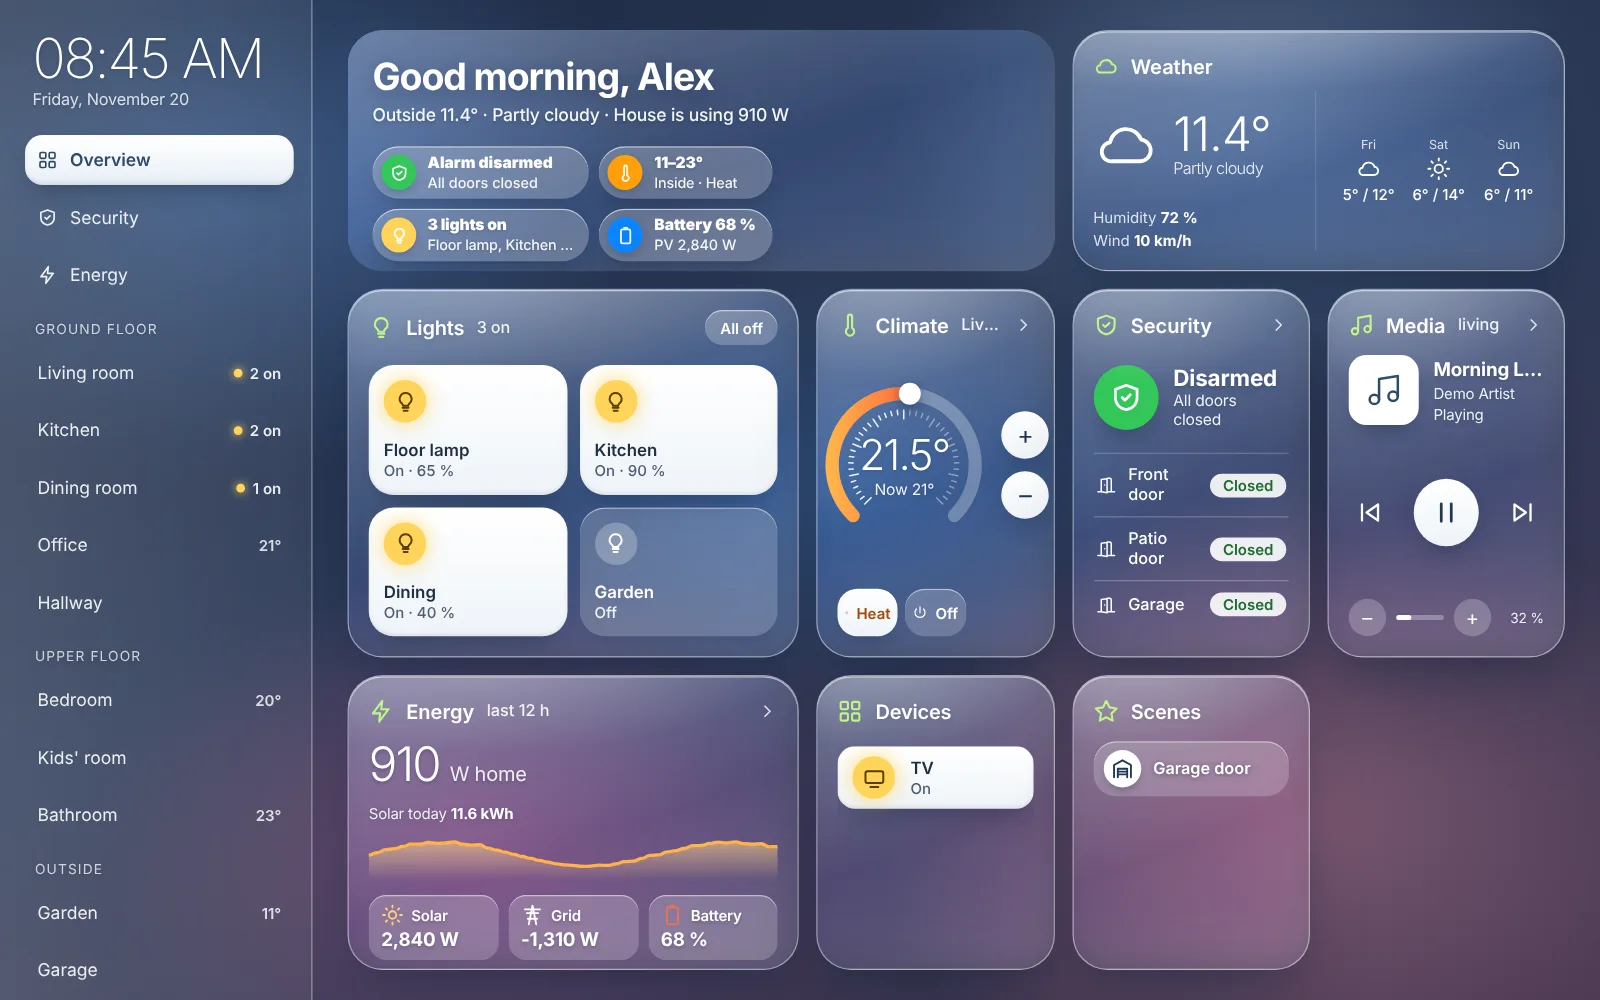 08:45 AM
Friday, November 20
Overview
Security
Energy
GROUND FLOOR
Living room 2 on
Kitchen 2 on
Dining room 1 on
Office 21°
Hallway
UPPER FLOOR
Bedroom 20°
Kids' room
Bathroom 23°
OUTSIDE
Garden 11°
Garage
Good morning, Alex
Outside 11.4° · Partly cloudy · House is using 910 W
Alarm disarmed
All doors closed
11–23°
Inside · Heat
3 lights on
Floor lamp, Kitchen ...
Battery 68 %
PV 2,840 W
Weather
11.4°
Partly cloudy
Humidity 72 %
Wind 10 km/h
Fri Sat Sun
5° / 12° 6° / 14° 6° / 11°
Lights 3 on All off
Floor lamp
On · 65 %
Kitchen
On · 90 %
Dining
On · 40 %
Garden
Off
Climate Liv...
21.5°
Now 21°
+
−
Heat Off
Security
Disarmed
All doors
closed
Front
door
Closed
Patio
door
Closed
Garage Closed
Media living
Morning L...
Demo Artist
Playing
− + 32 %
Energy last 12 h
910 W home
Solar today 11.6 kWh
Solar
2,840 W
Grid
-1,310 W
Battery
68 %
Devices
TV
On
Scenes
Garage door